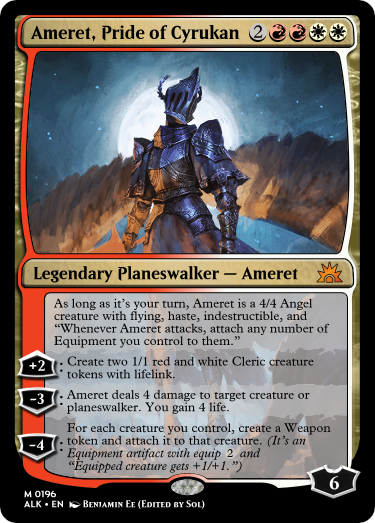 Ameret, Pride of Cyrukan 2
Legendary Planeswalker — Ameret
As long as it's your turn, Ameret is a 4/4 Angel
creature with flying, haste, indestructible, and
"Whenever Ameret attacks, attach any number of
Equipment you control to them."
+2: Create two 1/1 red and white Cleric creature
tokens with lifelink.
-3: Ameret deals 4 damage to target creature or
planeswalker. You gain 4 life.
For each creature you control, create a Weapon
-4: token and attach it to that creature. (It's an
Equipment artifact with equip 2 and
"Equipped creature gets +1/+1.")
6
M 0196
ALK • EN Benjamin Ee (Edited by Sol)